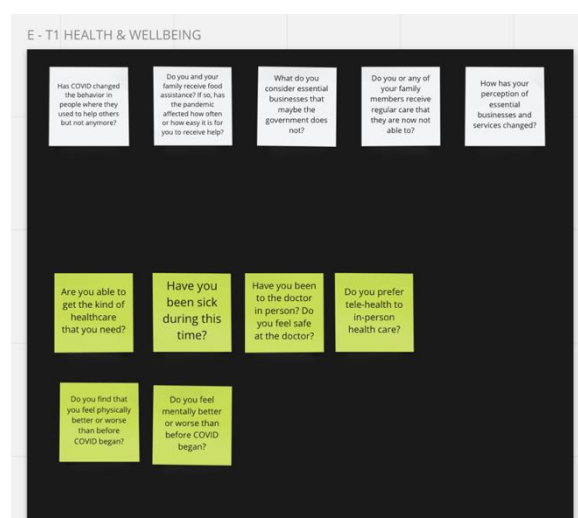 E - T1 HEALTH & WELLBEING
Has COVID changed
the behavior in
people where they
used to help others
but not anymore?
Do you and your
family receive food
assistance? If so, has
the pandemic
affected how often
or how easy it is for
you to receive help?
What do you
consider essential
businesses that
maybe the
government does
not?
Do you or any of
your family
members receive
regular care that
they are now not
able to?
How has your
perception of
essential
businesses and
services changed?
Are you able to
get the kind of
healthcare
that you need?
Have you
been sick
during this
time?
Have you been
to the doctor
in person? Do
you feel safe
at the doctor?
Do you prefer
tele-health to
in-person
health care?
Do you find that
you feel physically
better or worse
than before
COVID began?
Do you feel
mentally better
or worse than
before COVID
began?